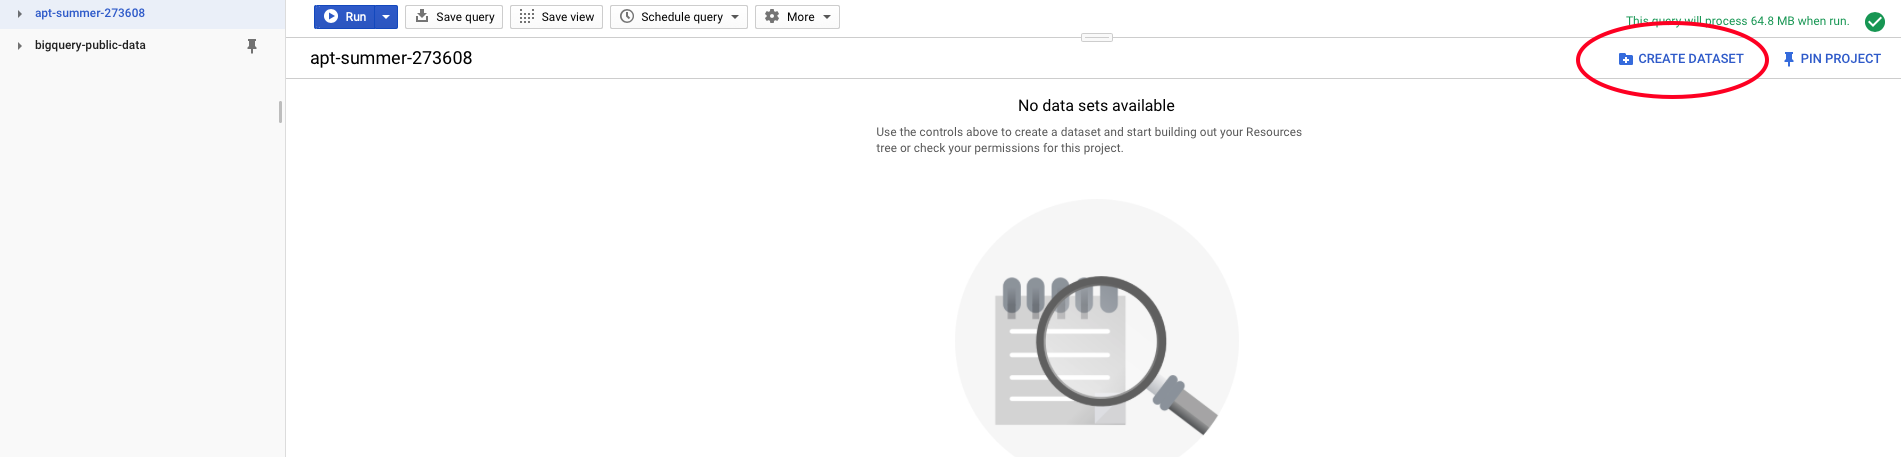 apt-summer-273608
bigquery-public-data
Run
Save query
Save view
Schedule query
More
This query will process 64.8 MB when run.
apt-summer-273608
CREATE DATASET
PIN PROJECT
No data sets available
Use the controls above to create a dataset and start building out your Resources
tree or check your permissions for this project.